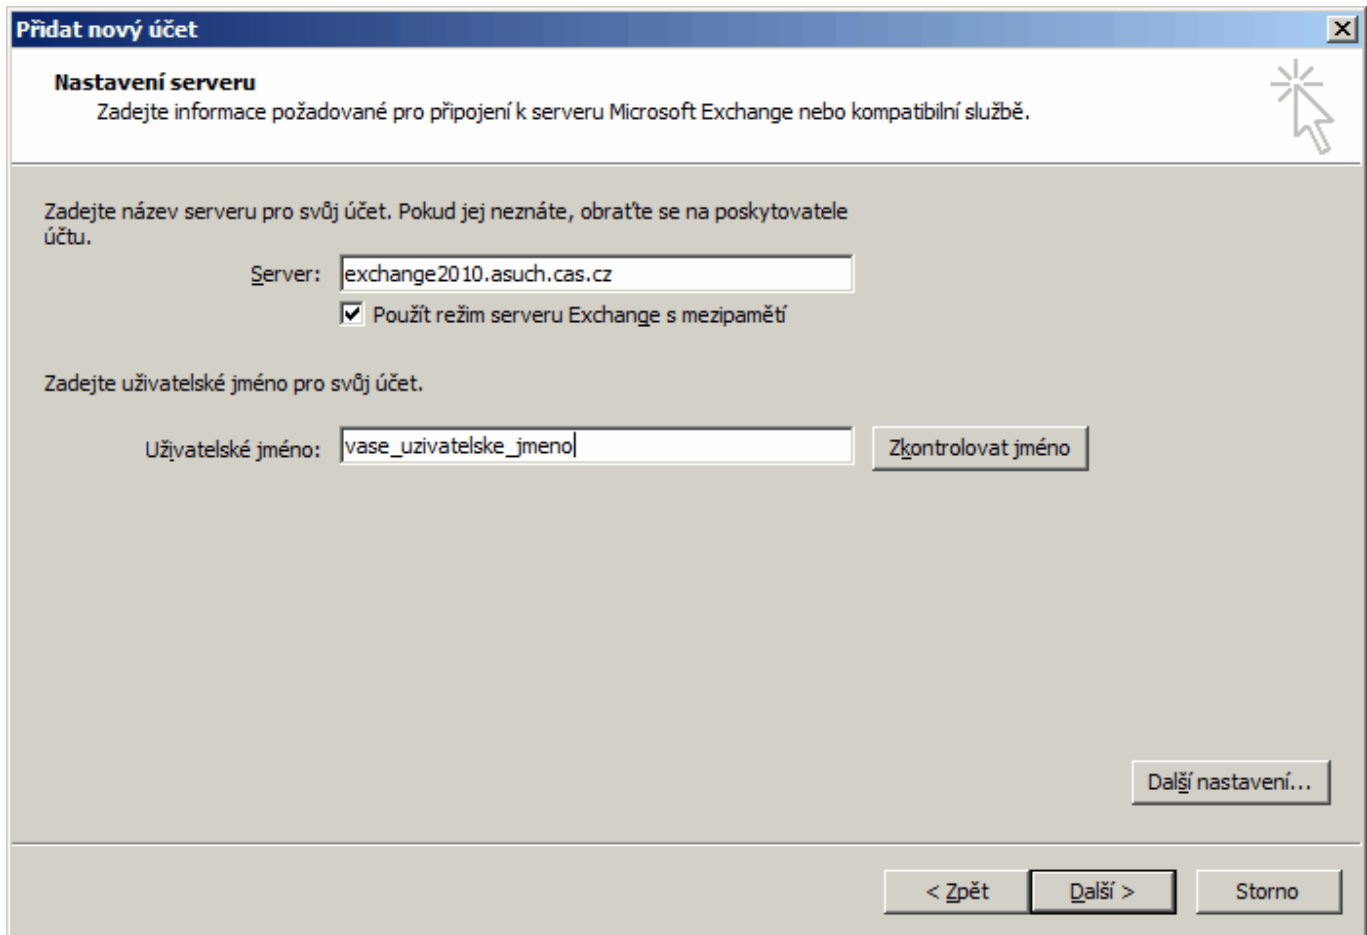 Přidat nový účet
Nastavení serveru
Zadejte informace požadované pro připojení k serveru Microsoft Exchange nebo kompatibilní službě.
Zadejte název serveru pro svůj účet. Pokud jej neznáte, obraťte se na poskytovatele
účtu.
Server: exchange2010.asuch.cas.cz
Použít režim serveru Exchange s mezipamětí
Zadejte uživatelské jméno pro svůj účet.
Uživatelské jméno: vase_uzivatelske_jmeno Zkontrolovat jméno
Další nastavení...
< Zpět Další > Storno